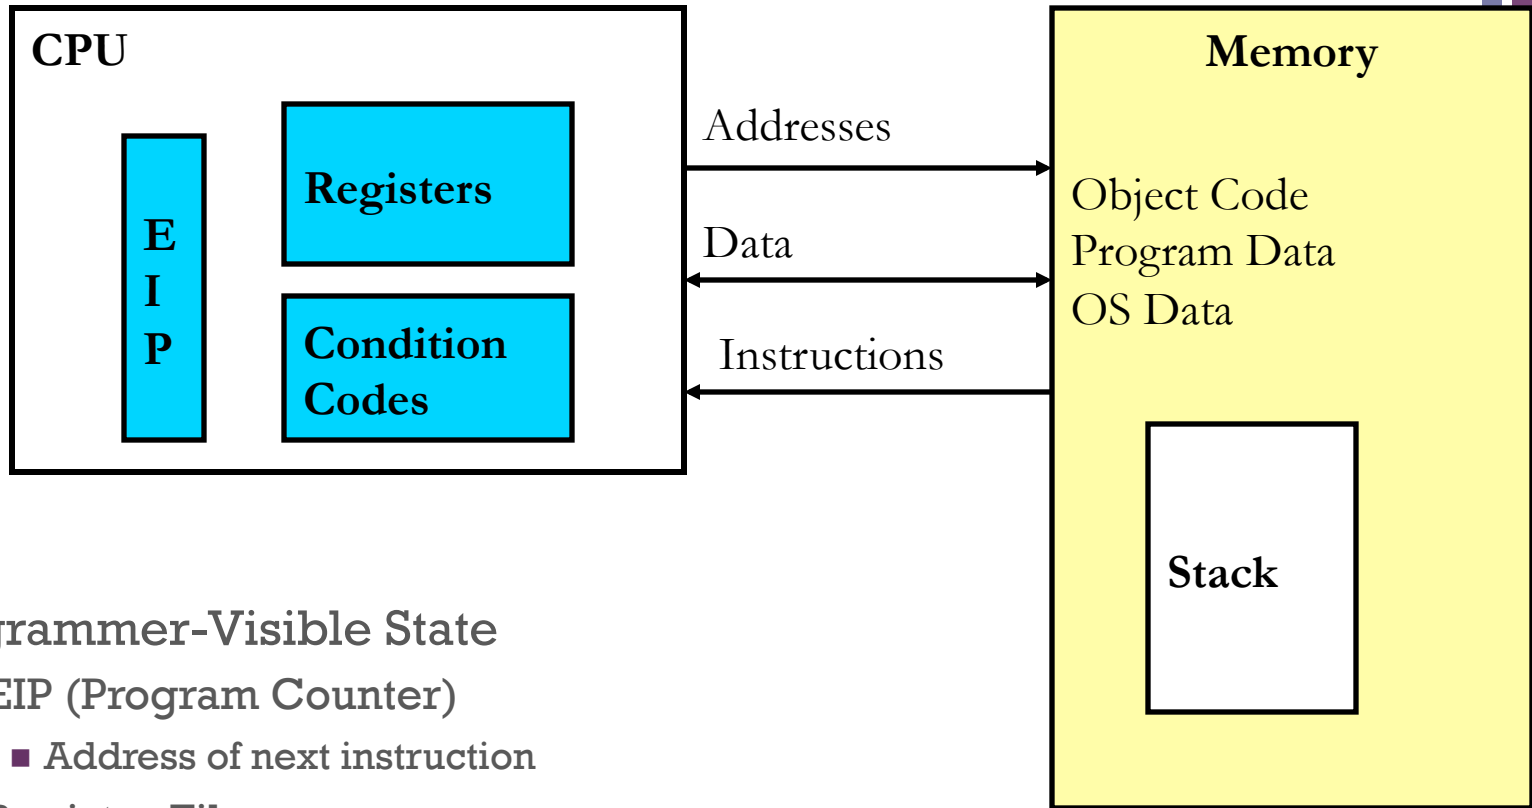 CPU
Memory
E
I
P
Registers
Condition
Codes
Addresses
Data
Instructions
Object Code
Program Data
OS Data
Stack
grammer-Visible State
EIP (Program Counter)
■ Address of next instruction